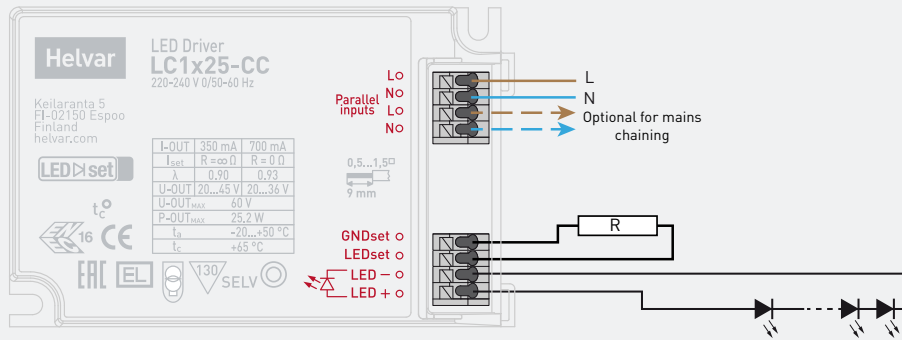 Helvar
LED Driver
LC1x25-CC
220-240 V 0/50-60 Hz
Keilaranta 5
FI-02150 Espoo
Finland
helvar.com
LED set
tc
16
CE
EAC
EL
130
SELV
I-OUT 350 mA 700 mA
Iset R = ∞ Ω R = 0 Ω
λ 0.90 0.93
U-OUT 20...45 V 20...36 V
U-OUTMAX 60 V
P-OUTMAX 25.2 W
ta -20...+50 °C
tc +65 °C
0,5...1,5□
9 mm
Parallel
inputs
L
N
L
N
GNDset
LEDset
LED –
LED +
L
N
Optional for mains
chaining
R